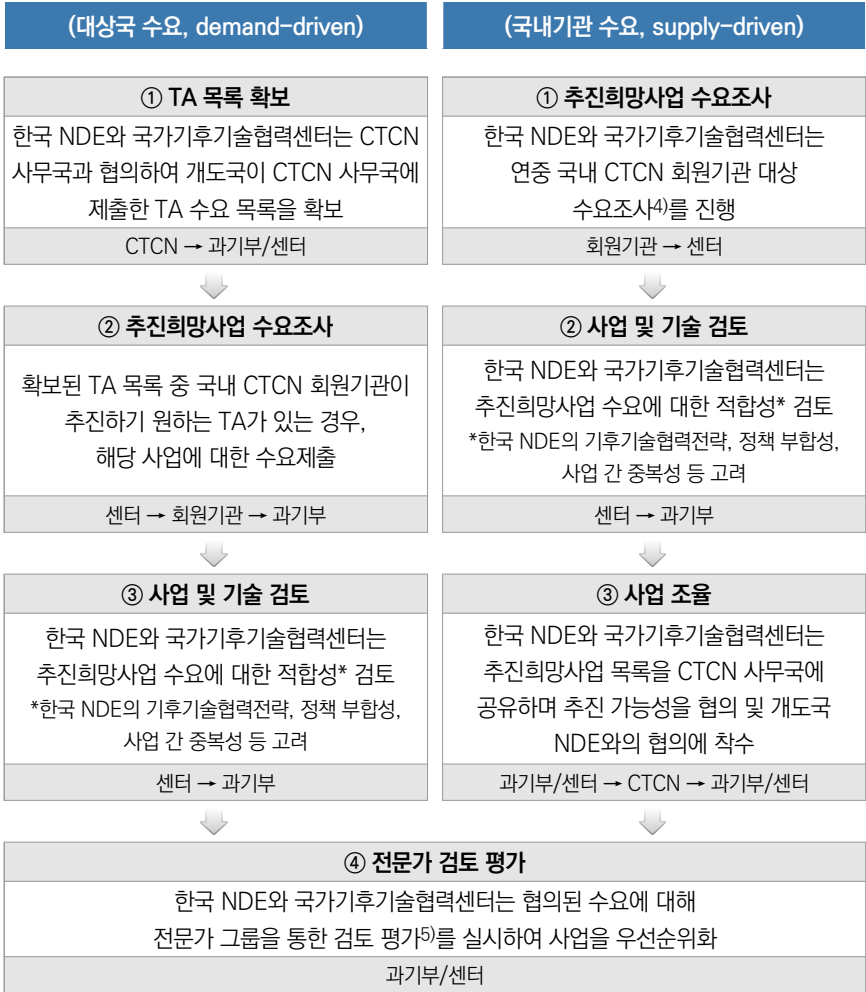 (대상국 수요, demand-driven)
① TA 목록 확보
한국 NDE와 국가기후기술협력센터는 CTCN
사무국과 협의하여 개도국이 CTCN 사무국에
제출한 TA 수요 목록을 확보
CTCN → 과기부/센터
② 추진희망사업 수요조사
확보된 TA 목록 중 국내 CTCN 회원기관이
추진하기 원하는 TA가 있는 경우,
해당 사업에 대한 수요제출
센터 → 회원기관 → 과기부
③ 사업 및 기술 검토
한국 NDE와 국가기후기술협력센터는
추진희망사업 수요에 대한 적합성* 검토
*한국 NDE의 기후기술협력전략, 정책 부합성,
사업 간 중복성 등 고려
센터 → 과기부
(국내기관 수요, supply-driven)
① 추진희망사업 수요조사
한국 NDE와 국가기후기술협력센터는
연중 국내 CTCN 회원기관 대상
수요조사4)를 진행
회원기관 → 센터
② 사업 및 기술 검토
한국 NDE와 국가기후기술협력센터는
추진희망사업 수요에 대한 적합성* 검토
*한국 NDE의 기후기술협력전략, 정책 부합성,
사업 간 중복성 등 고려
센터 → 과기부
③ 사업 조율
한국 NDE와 국가기후기술협력센터는
추진희망사업 목록을 CTCN 사무국에
공유하며 추진 가능성을 협의 및 개도국
NDE와의 협의에 착수
과기부/센터 → CTCN → 과기부/센터
④ 전문가 검토 평가
한국 NDE와 국가기후기술협력센터는 협의된 수요에 대해
전문가 그룹을 통한 검토 평가5)를 실시하여 사업을 우선순위화
과기부/센터